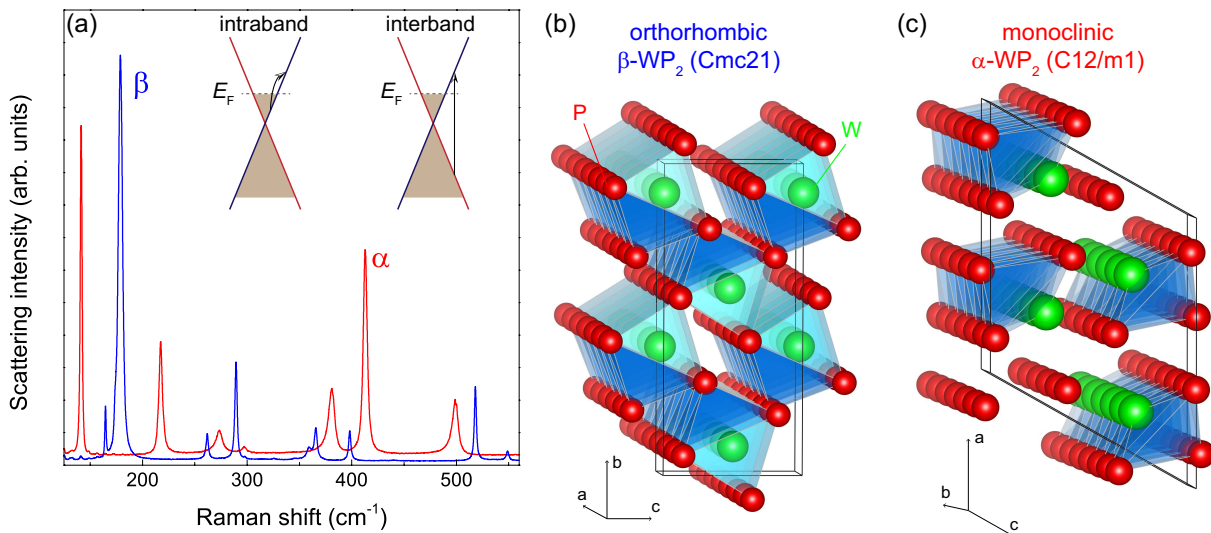 (a)
intraband
interband
β
E_F
E_F
α
Scattering intensity (arb. units)
200
300
400
500
Raman shift (cm⁻¹)
(b)
orthorhombic
β-WP₂ (Cmc21)
P
W
b
a
c
(c)
monoclinic
α-WP₂ (C12/m1)
a
b
c